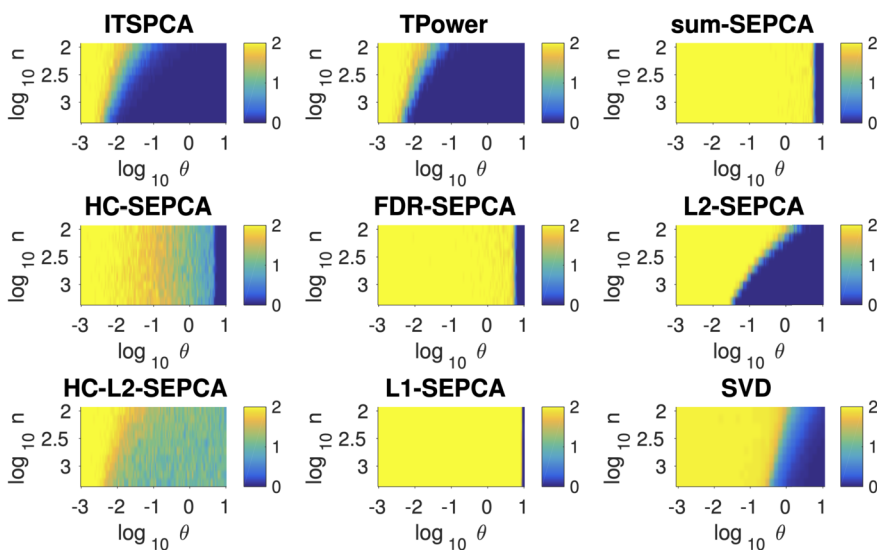 ITSPCA TPower sum-SEPCA
log10 n 2 2.5 3 2 1 0 log10 n 2 2.5 3 2 1 0 log10 n 2 2.5 3 2 1 0
-3 -2 -1 0 1 -3 -2 -1 0 1 -3 -2 -1 0 1
log10 θ log10 θ log10 θ
HC-SEPCA FDR-SEPCA L2-SEPCA
log10 n 2 2.5 3 2 1 0 log10 n 2 2.5 3 2 1 0 log10 n 2 2.5 3 2 1 0
-3 -2 -1 0 1 -3 -2 -1 0 1 -3 -2 -1 0 1
log10 θ log10 θ log10 θ
HC-L2-SEPCA L1-SEPCA SVD
log10 n 2 2.5 3 2 1 0 log10 n 2 2.5 3 2 1 0 log10 n 2 2.5 3 2 1 0
-3 -2 -1 0 1 -3 -2 -1 0 1 -3 -2 -1 0 1
log10 θ log10 θ log10 θ